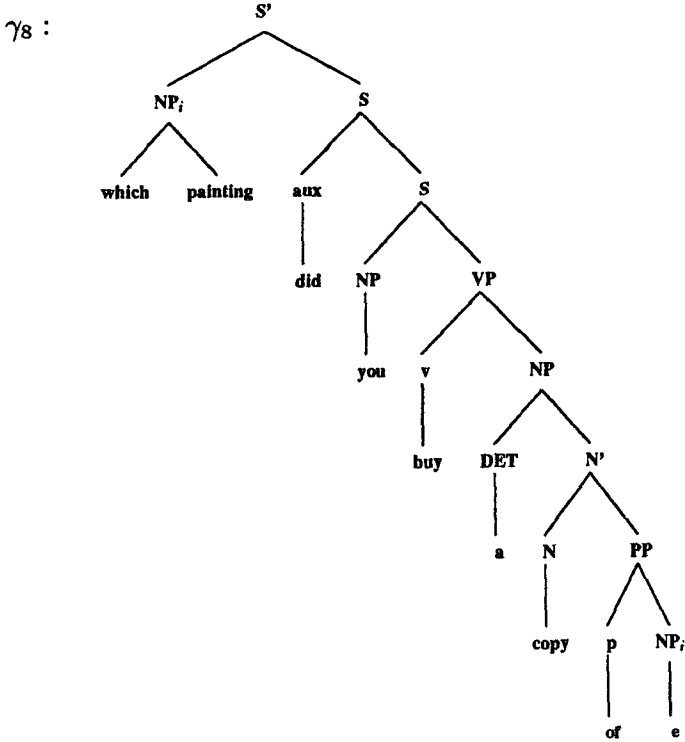 γ8 :
S'
NPi S
which painting aux S
did NP VP
you v NP
buy DET N'
a N PP
copy p NPi
of e